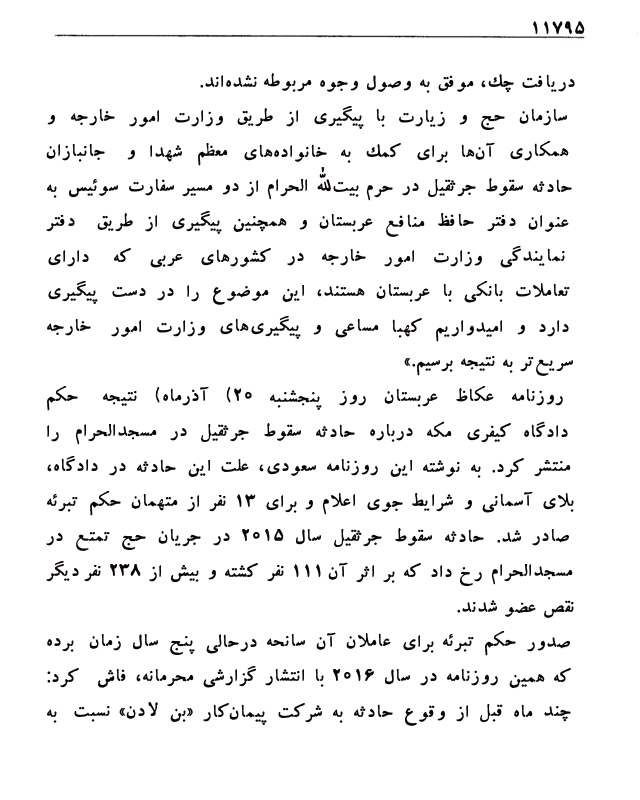 ۱۱۷۹۵
دریافت چك، موفق به وصول وجوه مربوطه نشده‌اند.
سازمان حج و زیارت با پیگیری از طریق وزارت امور خارجه و
همکاری آن‌ها برای کمك به خانواده‌های معظم شهدا و جانبازان
حادثه سقوط جرثقیل در حرم بیت‌الله الحرام از دو مسیر سفارت سوئیس به
عنوان دفتر حافظ منافع عربستان و همچنین پیگیری از طریق دفتر
نمایندگی وزارت امور خارجه در کشورهای عربی که دارای
تعاملات بانکی با عربستان هستند، این موضوع را در دست پیگیری
دارد و امیدواریم کهبا مساعی و پیگیری‌های وزارت امور خارجه
سریع‌تر به نتیجه برسیم.»
روزنامه عکاظ عربستان روز پنجشنبه ۲۰) آذرماه) نتیجه حکم
دادگاه کیفری مکه درباره حادثه سقوط جرثقیل در مسجدالحرام را
منتشر کرد. به نوشته این روزنامه سعودی، علت این حادثه در دادگاه،
بلای آسمانی و شرایط جوی اعلام و برای ۱۳ نفر از متهمان حکم تبرئه
صادر شد. حادثه سقوط جرثقیل سال ۲۰۱۵ در جریان حج تمتع در
مسجدالحرام رخ داد که بر اثر آن ۱۱۱ نفر کشته و بیش از ۲۳۸ نفر دیگر
نقص عضو شدند.
صدور حکم تبرئه برای عاملان آن سانحه درحالی پنج سال زمان برده
که همین روزنامه در سال ۲۰۱۶ با انتشار گزارشی محرمانه، فاش کرد:
چند ماه قبل از وقوع حادثه به شرکت پیمان‌کار «بن لادن» نسبت به